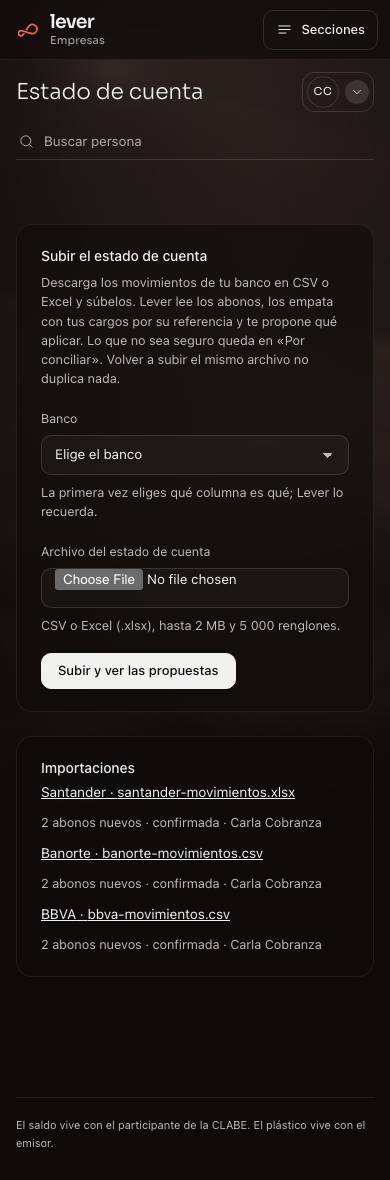 lever
Empresas
Secciones
Estado de cuenta
CC
Buscar persona
Subir el estado de cuenta
Descarga los movimientos de tu banco en CSV o
Excel y súbelos. Lever lee los abonos, los empata
con tus cargos por su referencia y te propone qué
aplicar. Lo que no sea seguro queda en «Por
conciliar». Volver a subir el mismo archivo no
duplica nada.
Banco
Elige el banco
La primera vez eliges qué columna es qué; Lever lo
recuerda.
Archivo del estado de cuenta
Choose File No file chosen
CSV o Excel (.xlsx), hasta 2 MB y 5 000 renglones.
Subir y ver las propuestas
Importaciones
Santander · santander-movimientos.xlsx
2 abonos nuevos · confirmada · Carla Cobranza
Banorte · banorte-movimientos.csv
2 abonos nuevos · confirmada · Carla Cobranza
BBVA · bbva-movimientos.csv
2 abonos nuevos · confirmada · Carla Cobranza
El saldo vive con el participante de la CLABE. El plástico vive con el
emisor.